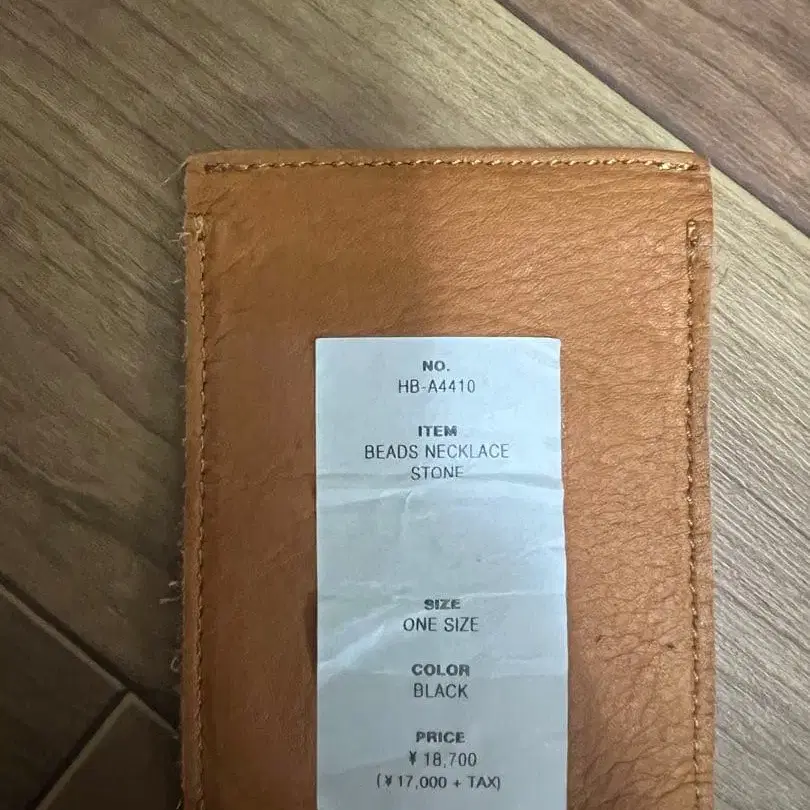 NO.
HB-A4410
ITEM
BEADS NECKLACE
STONE
SIZE
ONE SIZE
COLOR
BLACK
PRICE
¥18,700
(¥17,000 + TAX)